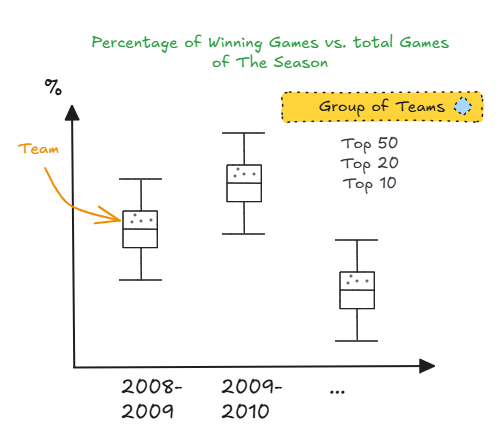 Percentage of Winning Games vs. total Games
of The Season
%
Group of Teams
Top 50
Top 20
Top 10
Team
2008-
2009
2009-
2010
...